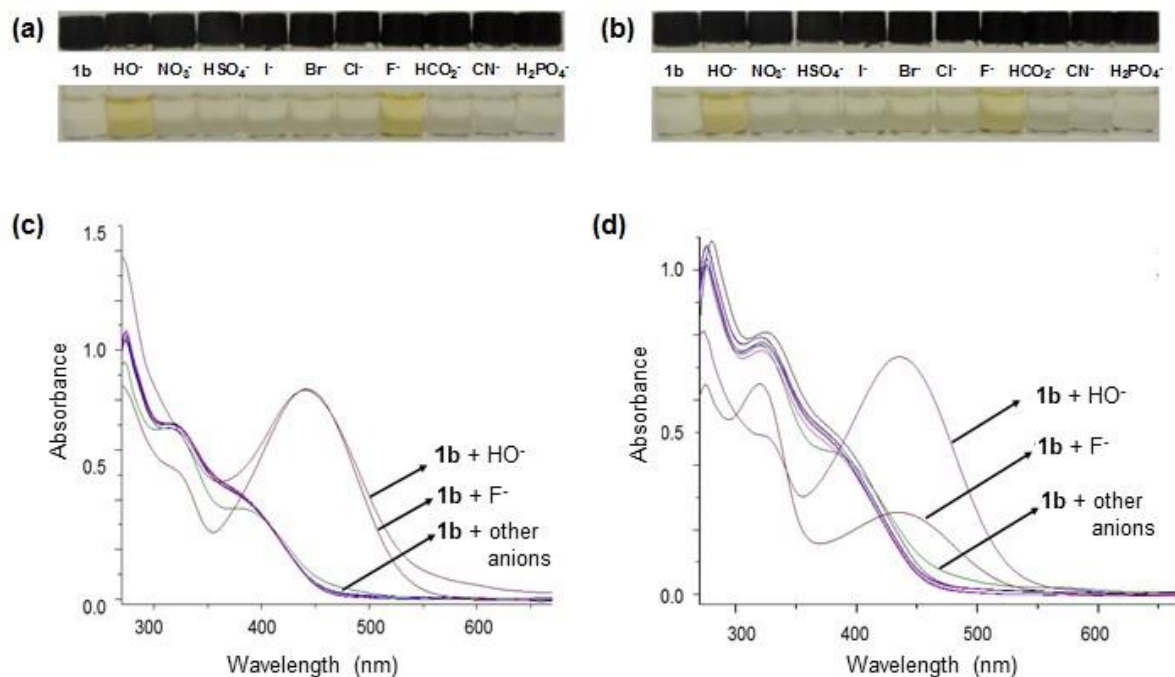 (a)
1b HO⁻ NO₃⁻ HSO₄⁻ I⁻ Br⁻ Cl⁻ F⁻ HCO₂⁻ CN⁻ H₂PO₄⁻
(b)
1b HO⁻ NO₃⁻ HSO₄⁻ I⁻ Br⁻ Cl⁻ F⁻ HCO₂⁻ CN⁻ H₂PO₄⁻
(c)
1.5
1.0
0.5
0.0
Absorbance
300 400 500 600
Wavelength (nm)
1b + HO⁻
1b + F⁻
1b + other
anions
(d)
1.0
0.5
0.0
Absorbance
300 400 500 600
Wavelength (nm)
1b + HO⁻
1b + F⁻
1b + other
anions